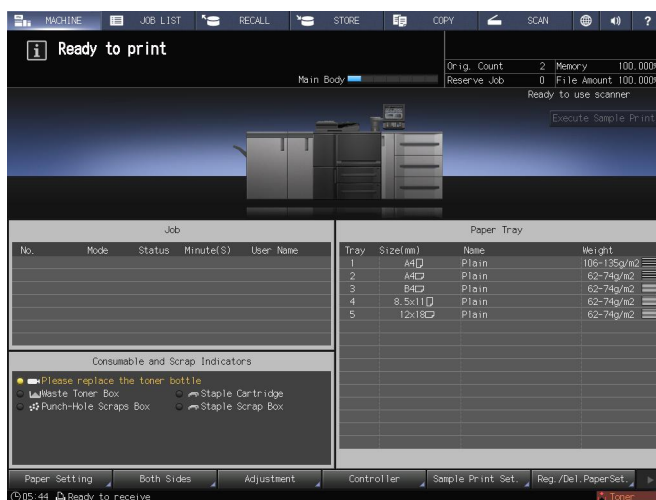 MACHINE JOB LIST RECALL STORE COPY SCAN ?
Ready to print
Main Body
Orig. Count 2 Memory 100.000%
Reserve Job 0 File Amount 100.000%
Ready to use scanner
Execute Sample Print
Job
No. Mode Status Minute(S) User Name
Paper Tray
Tray Size(mm) Name Weight
1 A4 Plain 106-135g/m2
2 A4 Plain 62-74g/m2
3 B4 Plain 62-74g/m2
4 8.5x11 Plain 62-74g/m2
5 12x18 Plain 62-74g/m2
Consumable and Scrap Indicators
Please replace the toner bottle
Waste Toner Box Staple Cartridge
Punch-Hole Scraps Box Staple Scrap Box
Paper Setting Both Sides Adjustment Controller Sample Print Set. Reg./Del.PaperSet.
05:44 Ready to receive Toner